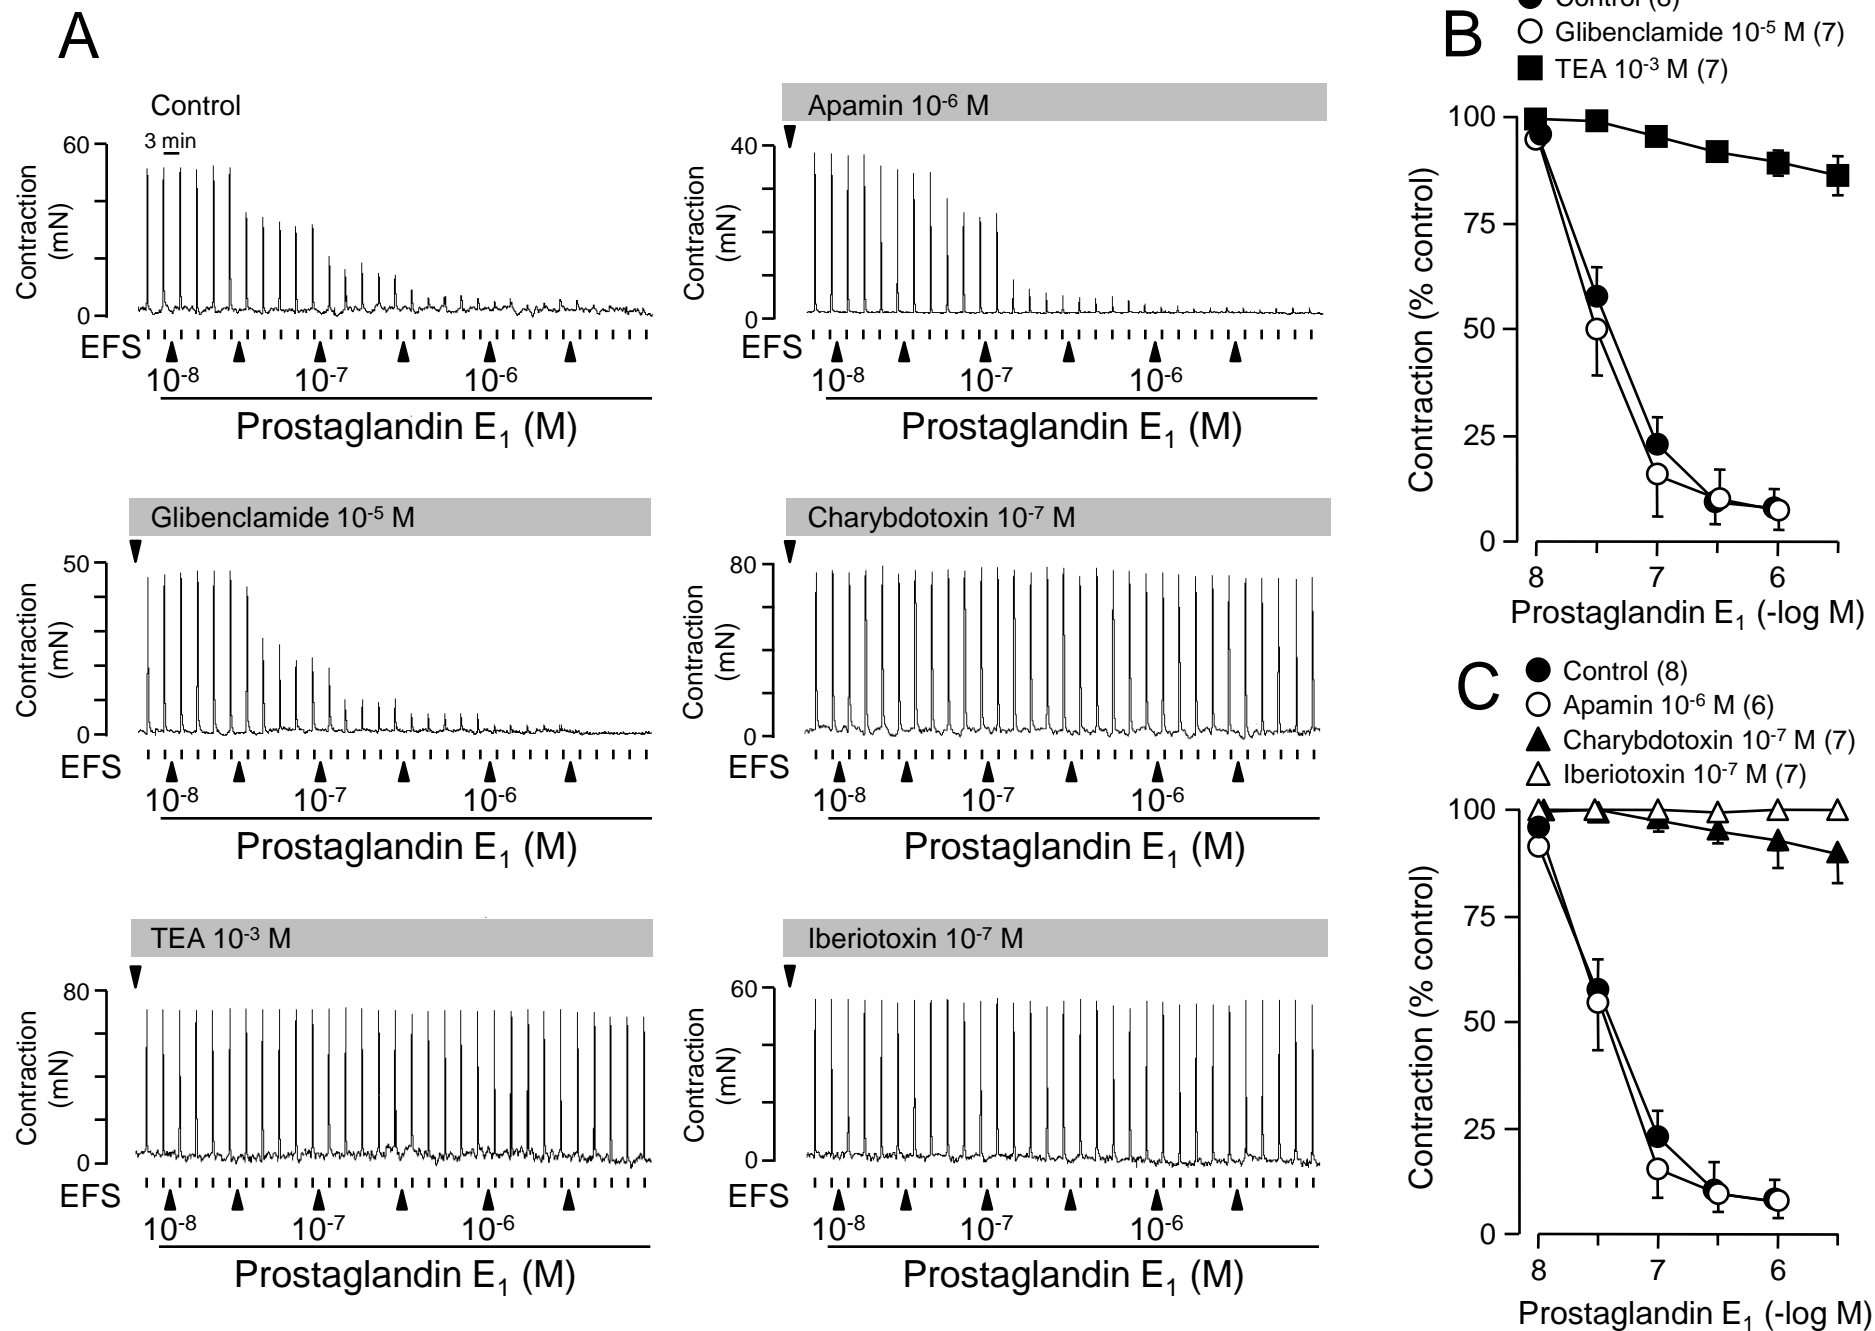 A
Control
3 min
60
0
Contraction
(mN)
EFS
10-8 10-7 10-6
Prostaglandin E1 (M)
Apamin 10-6 M
40
0
Contraction
(mN)
EFS
10-8 10-7 10-6
Prostaglandin E1 (M)
Glibenclamide 10-5 M
50
0
Contraction
(mN)
EFS
10-8 10-7 10-6
Prostaglandin E1 (M)
Charybdotoxin 10-7 M
80
0
Contraction
(mN)
EFS
10-8 10-7 10-6
Prostaglandin E1 (M)
TEA 10-3 M
80
0
Contraction
(mN)
EFS
10-8 10-7 10-6
Prostaglandin E1 (M)
Iberiotoxin 10-7 M
60
0
Contraction
(mN)
EFS
10-8 10-7 10-6
Prostaglandin E1 (M)
B
Control (8)
Glibenclamide 10-5 M (7)
TEA 10-3 M (7)
100
75
50
25
0
Contraction (% control)
8 7 6
Prostaglandin E1 (-log M)
C
Control (8)
Apamin 10-6 M (6)
Charybdotoxin 10-7 M (7)
Iberiotoxin 10-7 M (7)
100
75
50
25
0
Contraction (% control)
8 7 6
Prostaglandin E1 (-log M)